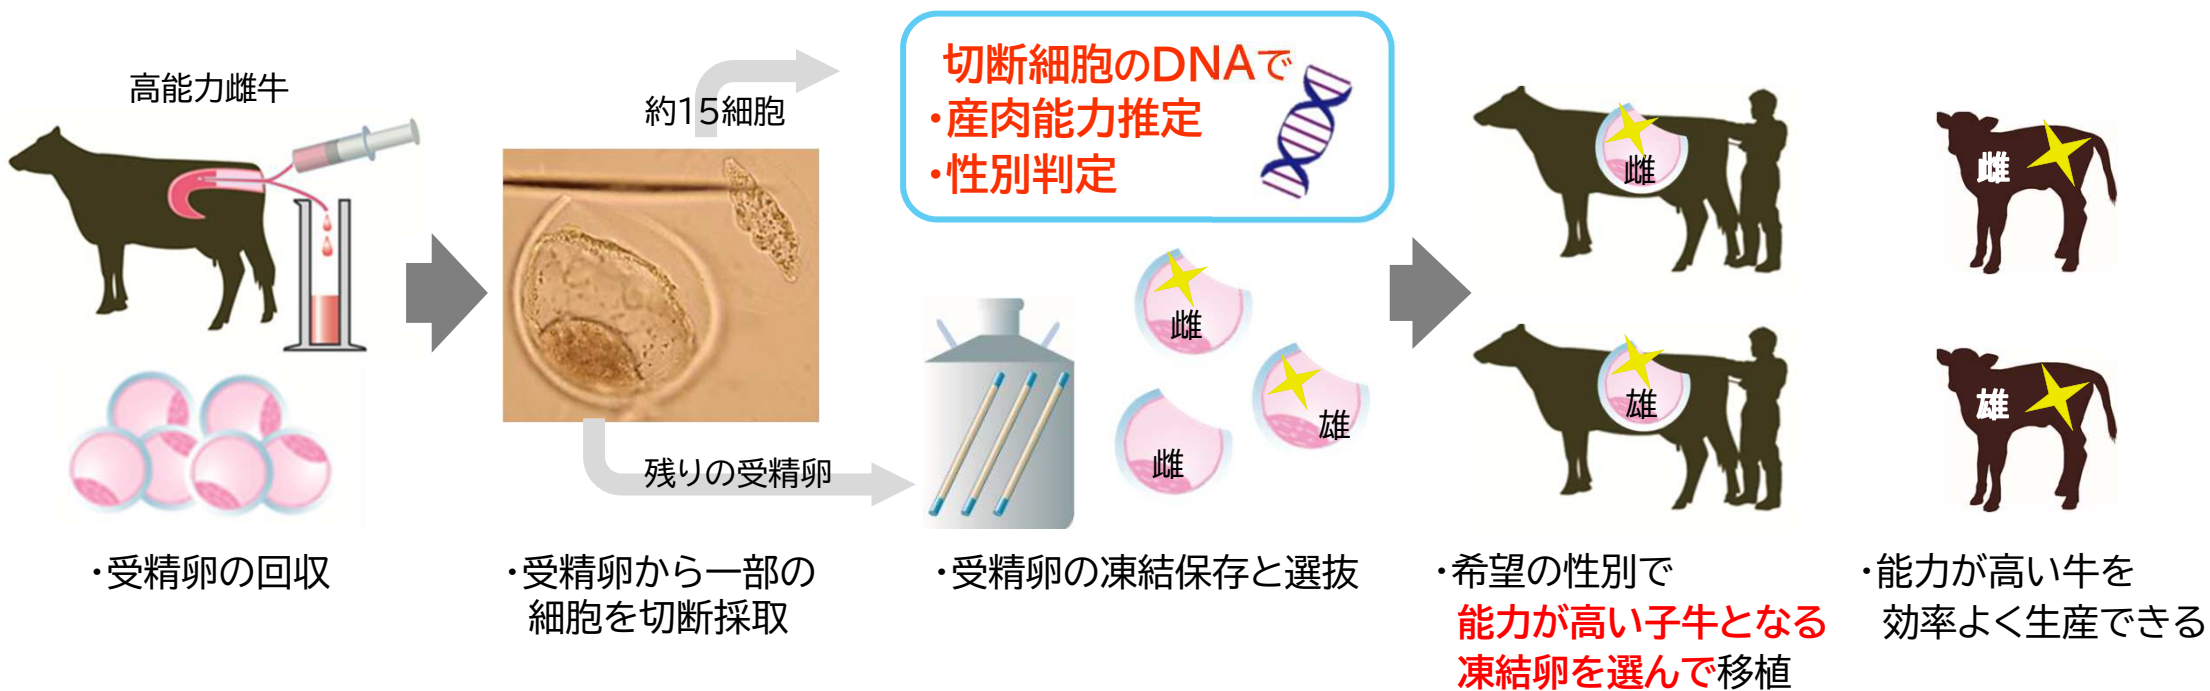 高能力雌牛
約15細胞
切断細胞のDNAで
・産肉能力推定
・性別判定
残りの受精卵
雌
雄
雌
雌
雄
雌
雄
・受精卵の回収
・受精卵から一部の
細胞を切断採取
・受精卵の凍結保存と選抜
・希望の性別で
能力が高い子牛となる
凍結卵を選んで移植
・能力が高い牛を
効率よく生産できる